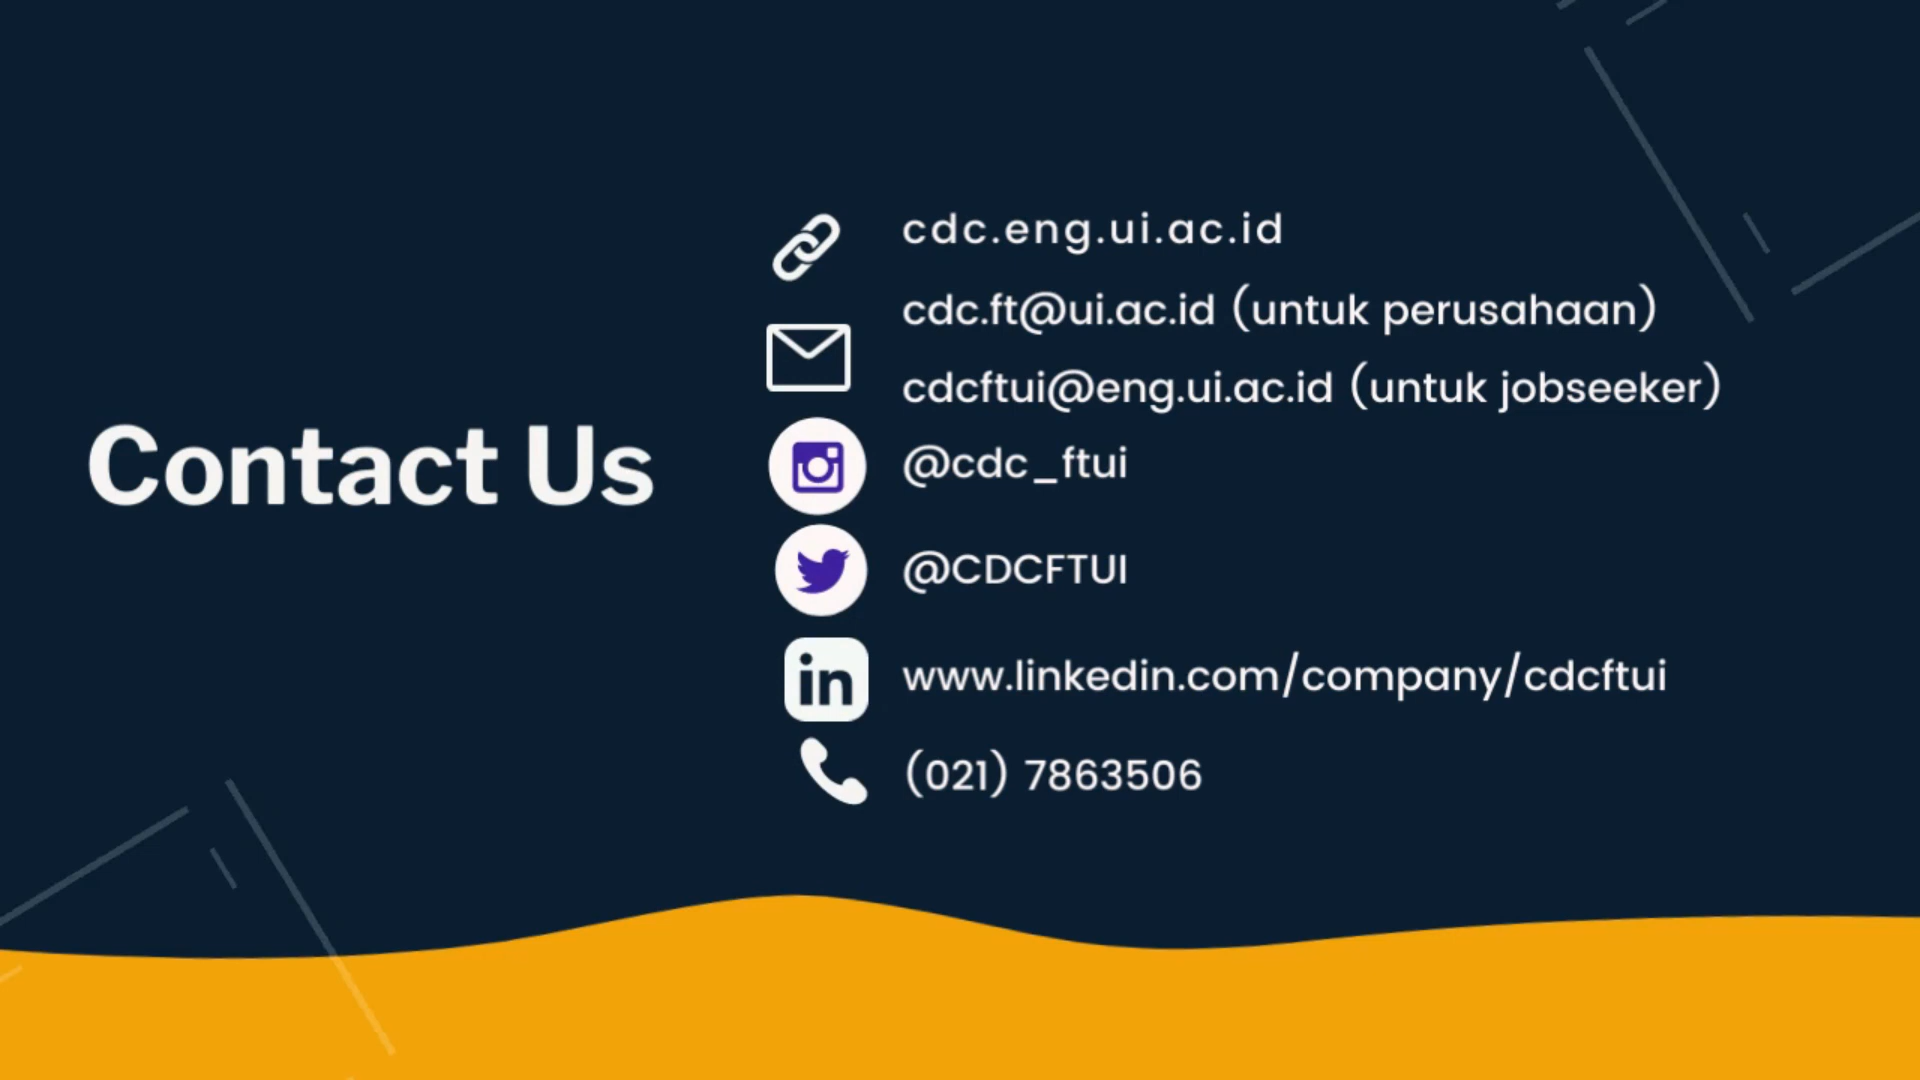 Contact Us
cdc.eng.ui.ac.id
cdc.ft@ui.ac.id (untuk perusahaan)
cdcftui@eng.ui.ac.id (untuk jobseeker)
@cdc_ftui
@CDCFTUI
in
www.linkedin.com/company/cdcftui
(021) 7863506